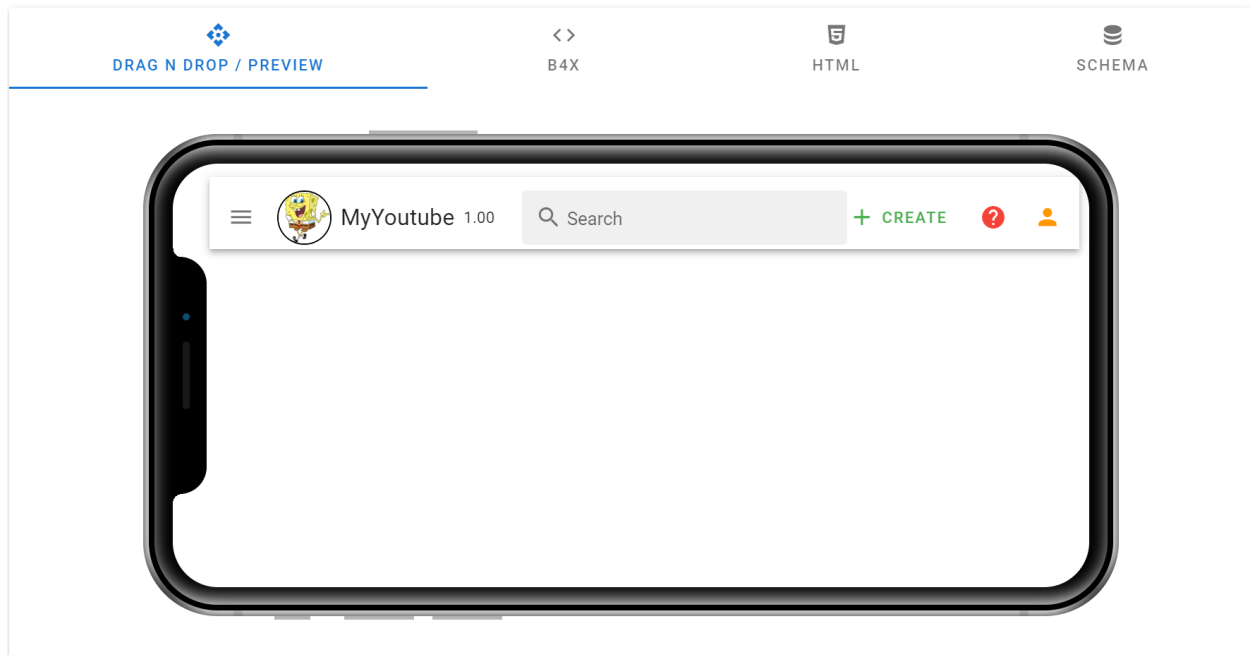 DRAG N DROP / PREVIEW
B4X
HTML
SCHEMA
MyYoutube 1.00
Search
+ CREATE
?